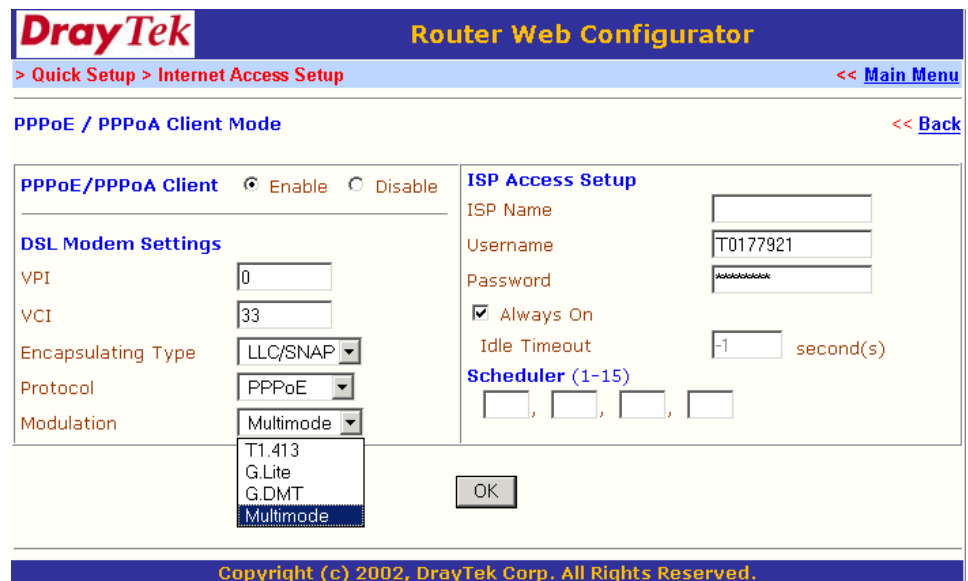 DrayTek Router Web Configurator
> Quick Setup > Internet Access Setup << Main Menu
PPPoE / PPPoA Client Mode << Back
PPPoE/PPPoA Client Enable Disable
DSL Modem Settings
VPI 0
VCI 33
Encapsulating Type LLC/SNAP
Protocol PPPoE
Modulation Multimode
T1.413
G.Lite
G.DMT
Multimode
ISP Access Setup
ISP Name
Username T0177921
Password *********
Always On
Idle Timeout -1 second(s)
Scheduler (1-15)
, , ,
OK
Copyright (c) 2002, DrayTek Corp. All Rights Reserved.